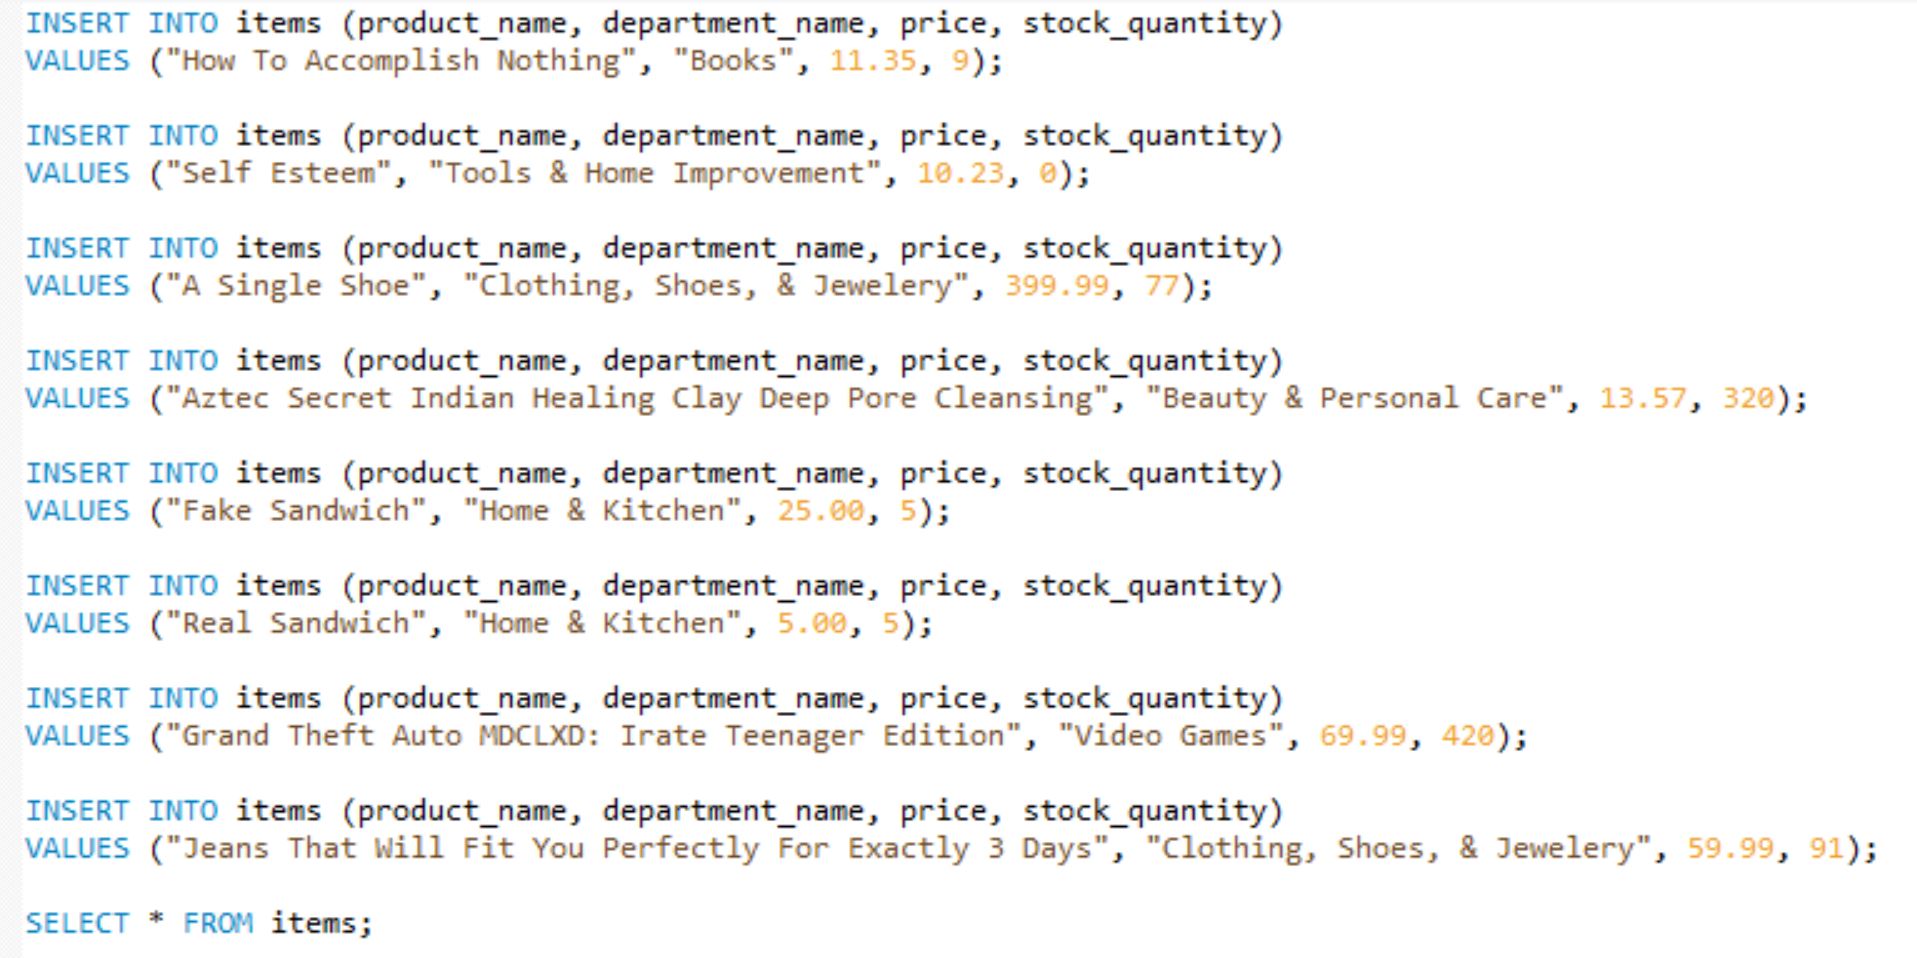 INSERT INTO items (product_name, department_name, price, stock_quantity)
VALUES ("How To Accomplish Nothing", "Books", 11.35, 9);
INSERT INTO items (product_name, department_name, price, stock_quantity)
VALUES ("Self Esteem", "Tools & Home Improvement", 10.23, 0);
INSERT INTO items (product_name, department_name, price, stock_quantity)
VALUES ("A Single Shoe", "Clothing, Shoes, & Jewelery", 399.99, 77);
INSERT INTO items (product_name, department_name, price, stock_quantity)
VALUES ("Aztec Secret Indian Healing Clay Deep Pore Cleansing", "Beauty & Personal Care", 13.57, 320);
INSERT INTO items (product_name, department_name, price, stock_quantity)
VALUES ("Fake Sandwich", "Home & Kitchen", 25.00, 5);
INSERT INTO items (product_name, department_name, price, stock_quantity)
VALUES ("Real Sandwich", "Home & Kitchen", 5.00, 5);
INSERT INTO items (product_name, department_name, price, stock_quantity)
VALUES ("Grand Theft Auto MDCLXD: Irate Teenager Edition", "Video Games", 69.99, 420);
INSERT INTO items (product_name, department_name, price, stock_quantity)
VALUES ("Jeans That Will Fit You Perfectly For Exactly 3 Days", "Clothing, Shoes, & Jewelery", 59.99, 91);
SELECT * FROM items;